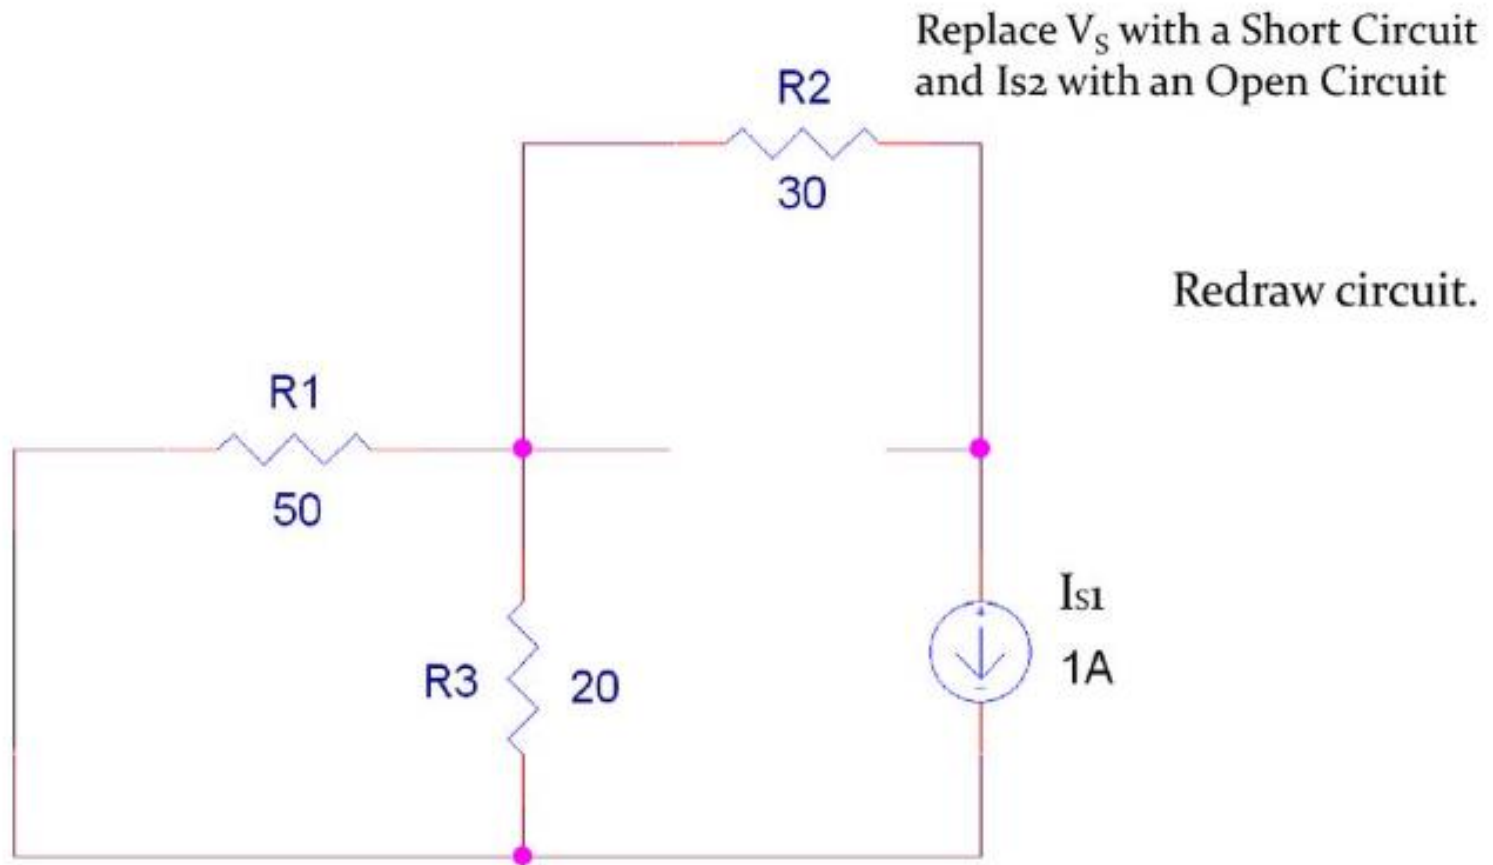 Replace VS with a Short Circuit
and Is2 with an Open Circuit
R2
30
Redraw circuit.
R1
50
IS1
1A
R3
20